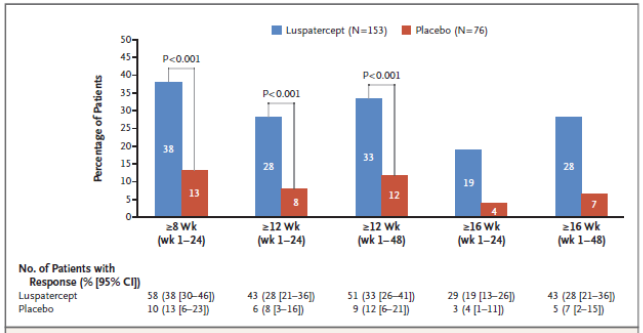 Luspatercept (N=153) Placebo (N=76)
Percentage of Patients
50
45
40
35
30
25
20
15
10
5
0
P<0.001
P<0.001
P<0.001
38
13
28
8
33
12
19
4
28
7
≥8 Wk
(wk 1–24)
≥12 Wk
(wk 1–24)
≥12 Wk
(wk 1–48)
≥16 Wk
(wk 1–24)
≥16 Wk
(wk 1–48)
No. of Patients with
Response (% [95% CI])
Luspatercept 58 (38 [30–46]) 43 (28 [21–36]) 51 (33 [26–41]) 29 (19 [13–26]) 43 (28 [21–36])
Placebo 10 (13 [6–23]) 6 (8 [3–16]) 9 (12 [6–21]) 3 (4 [1–11]) 5 (7 [2–15])